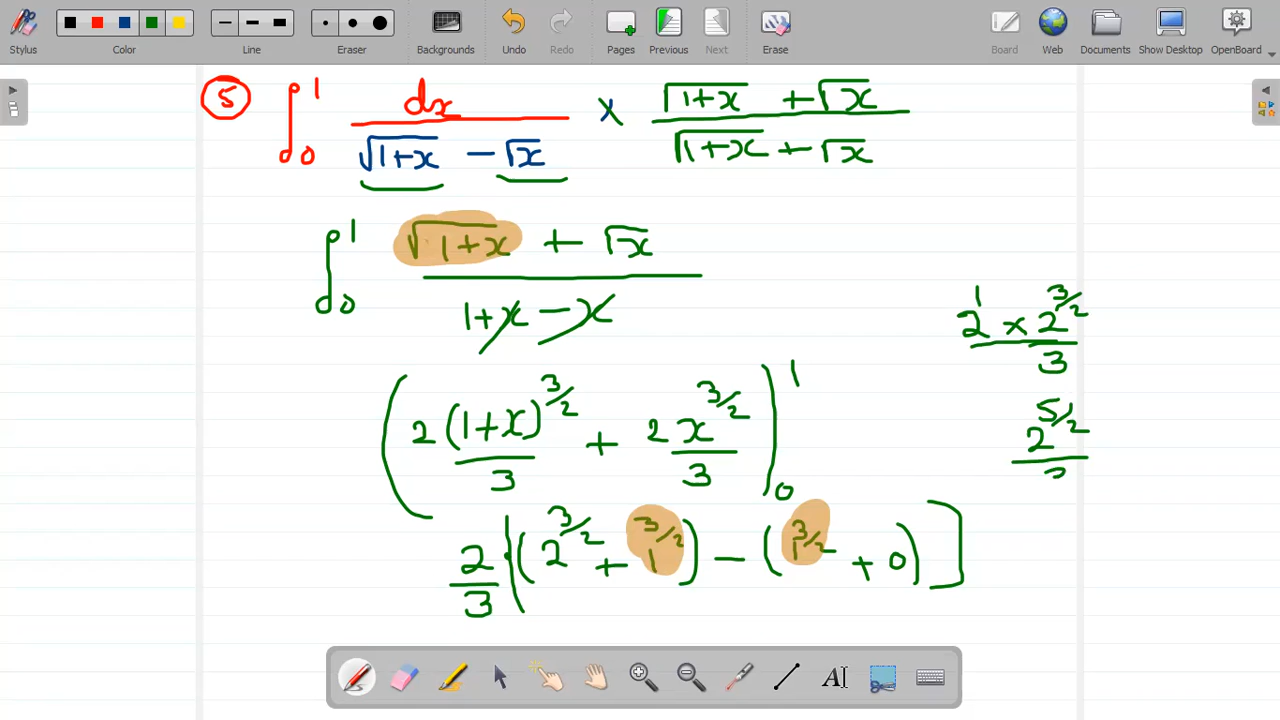 Stylus Color Line Eraser Backgrounds Undo Redo Pages Previous Next Erase Board Web Documents Show Desktop OpenBoard
⑤ ∫₀¹ dx / (√(1+x) − √x) × (√(1+x) + √x) / (√(1+x) + √x)
∫₀¹ (√(1+x) + √x) / (1+x − x)
2¹ × 2^(3/2) / 3
(2(1+x)^(3/2) / 3 + 2x^(3/2) / 3)|₀¹
2^(5/2) / 3
2/3 [(2^(3/2) + 1^(3/2)) − (1^(3/2) + 0)]